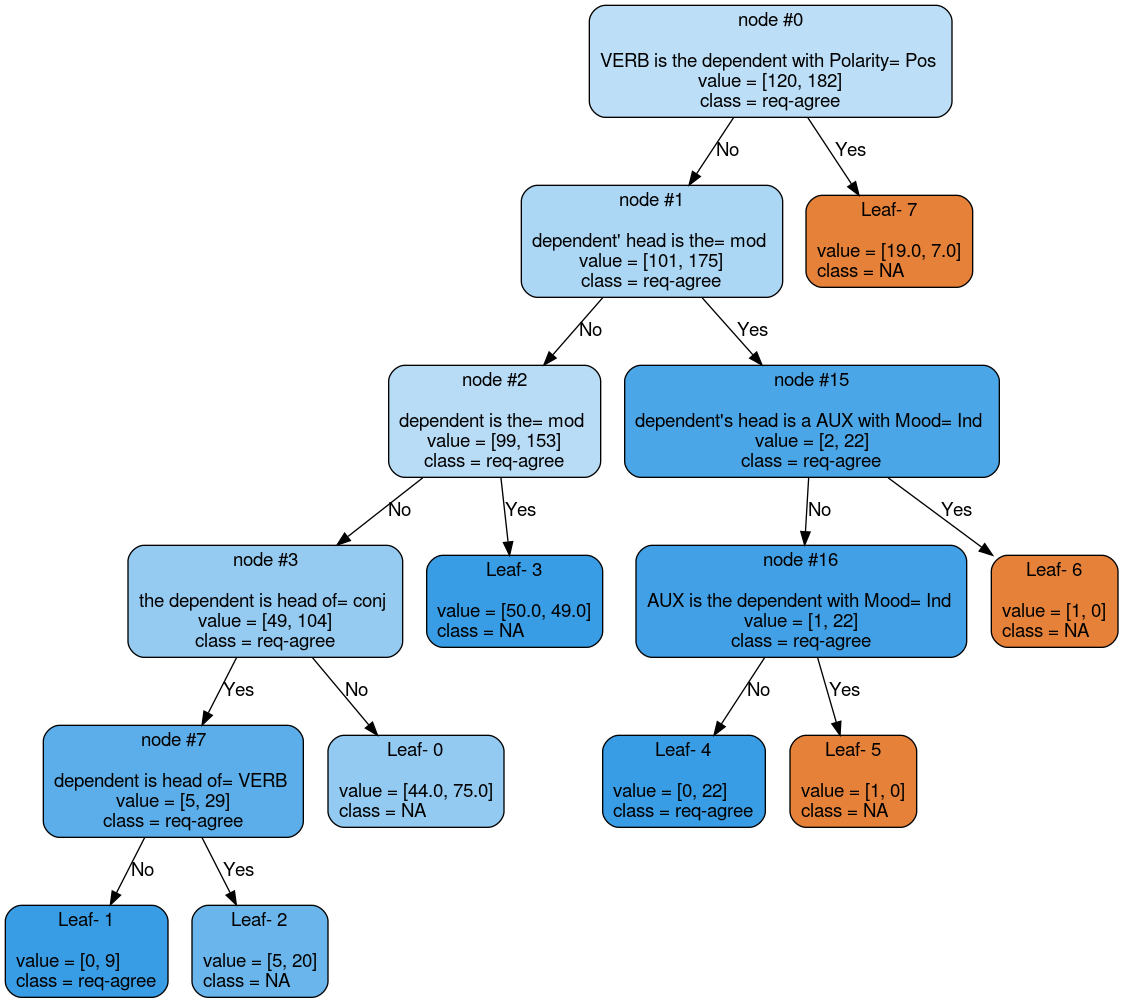 node #0
VERB is the dependent with Polarity= Pos
value = [120, 182]
class = req-agree
No
Yes
node #1
dependent' head is the= mod
value = [101, 175]
class = req-agree
Leaf- 7
value = [19.0, 7.0]
class = NA
No
Yes
node #2
dependent is the= mod
value = [99, 153]
class = req-agree
node #15
dependent's head is a AUX with Mood= Ind
value = [2, 22]
class = req-agree
No
Yes
No
Yes
node #3
the dependent is head of= conj
value = [49, 104]
class = req-agree
Leaf- 3
value = [50.0, 49.0]
class = NA
node #16
AUX is the dependent with Mood= Ind
value = [1, 22]
class = req-agree
Leaf- 6
value = [1, 0]
class = NA
Yes
No
No
Yes
node #7
dependent is head of= VERB
value = [5, 29]
class = req-agree
Leaf- 0
value = [44.0, 75.0]
class = NA
Leaf- 4
value = [0, 22]
class = req-agree
Leaf- 5
value = [1, 0]
class = NA
No
Yes
Leaf- 1
value = [0, 9]
class = req-agree
Leaf- 2
value = [5, 20]
class = NA